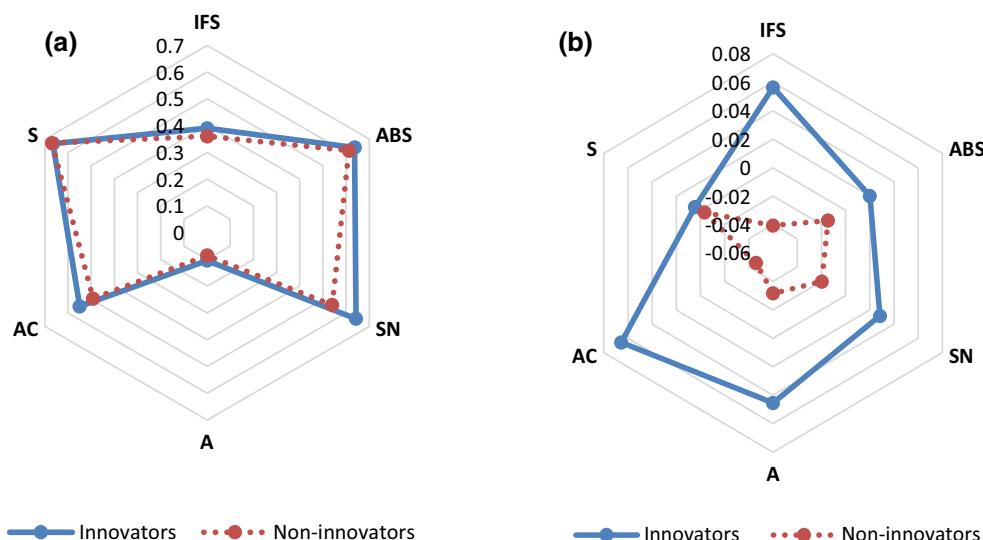 (a)
IFS
0.7
0.6
0.5
0.4
0.3
0.2
0.1
0
ABS
SN
A
AC
S
Innovators
Non-innovators
(b)
IFS
0.08
0.06
0.04
0.02
0
-0.02
-0.04
-0.06
ABS
SN
A
AC
S
Innovators
Non-innovators